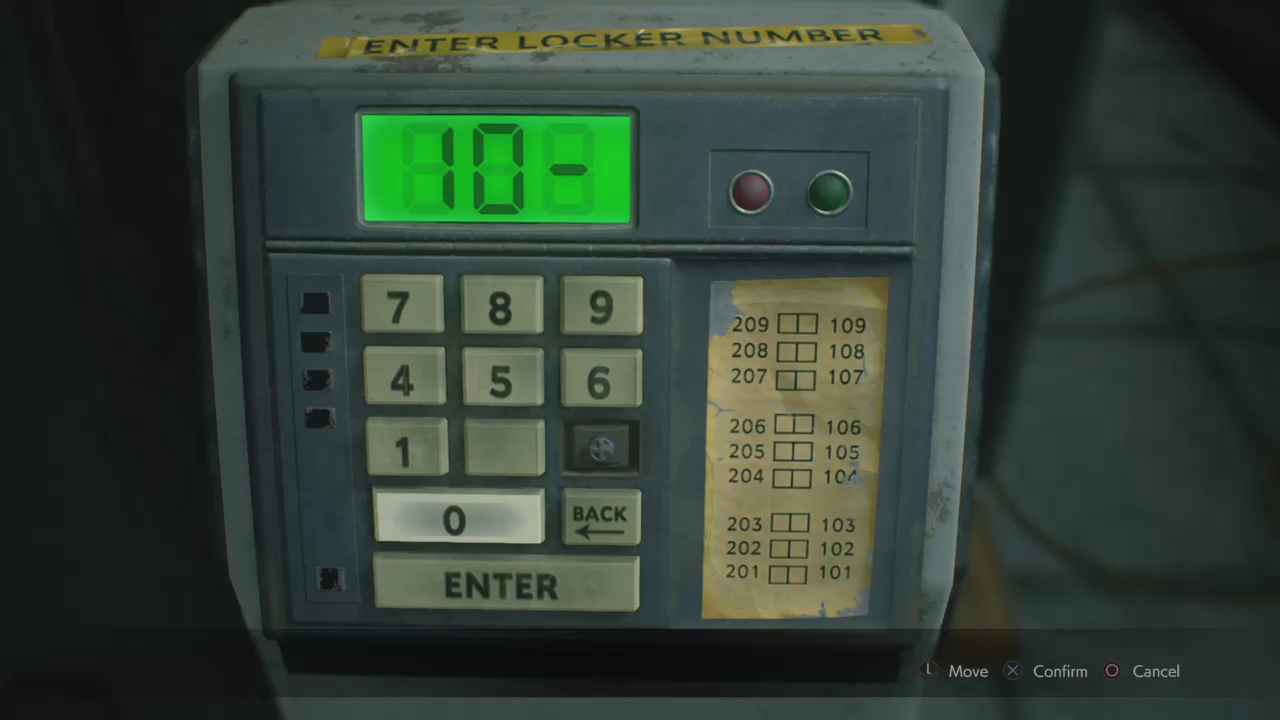 ENTER LOCKER NUMBER
10-
7 8 9
4 5 6
1
0 BACK
ENTER
209 109
208 108
207 107
206 106
205 105
204 104
203 103
202 102
201 101
L Move Confirm Cancel